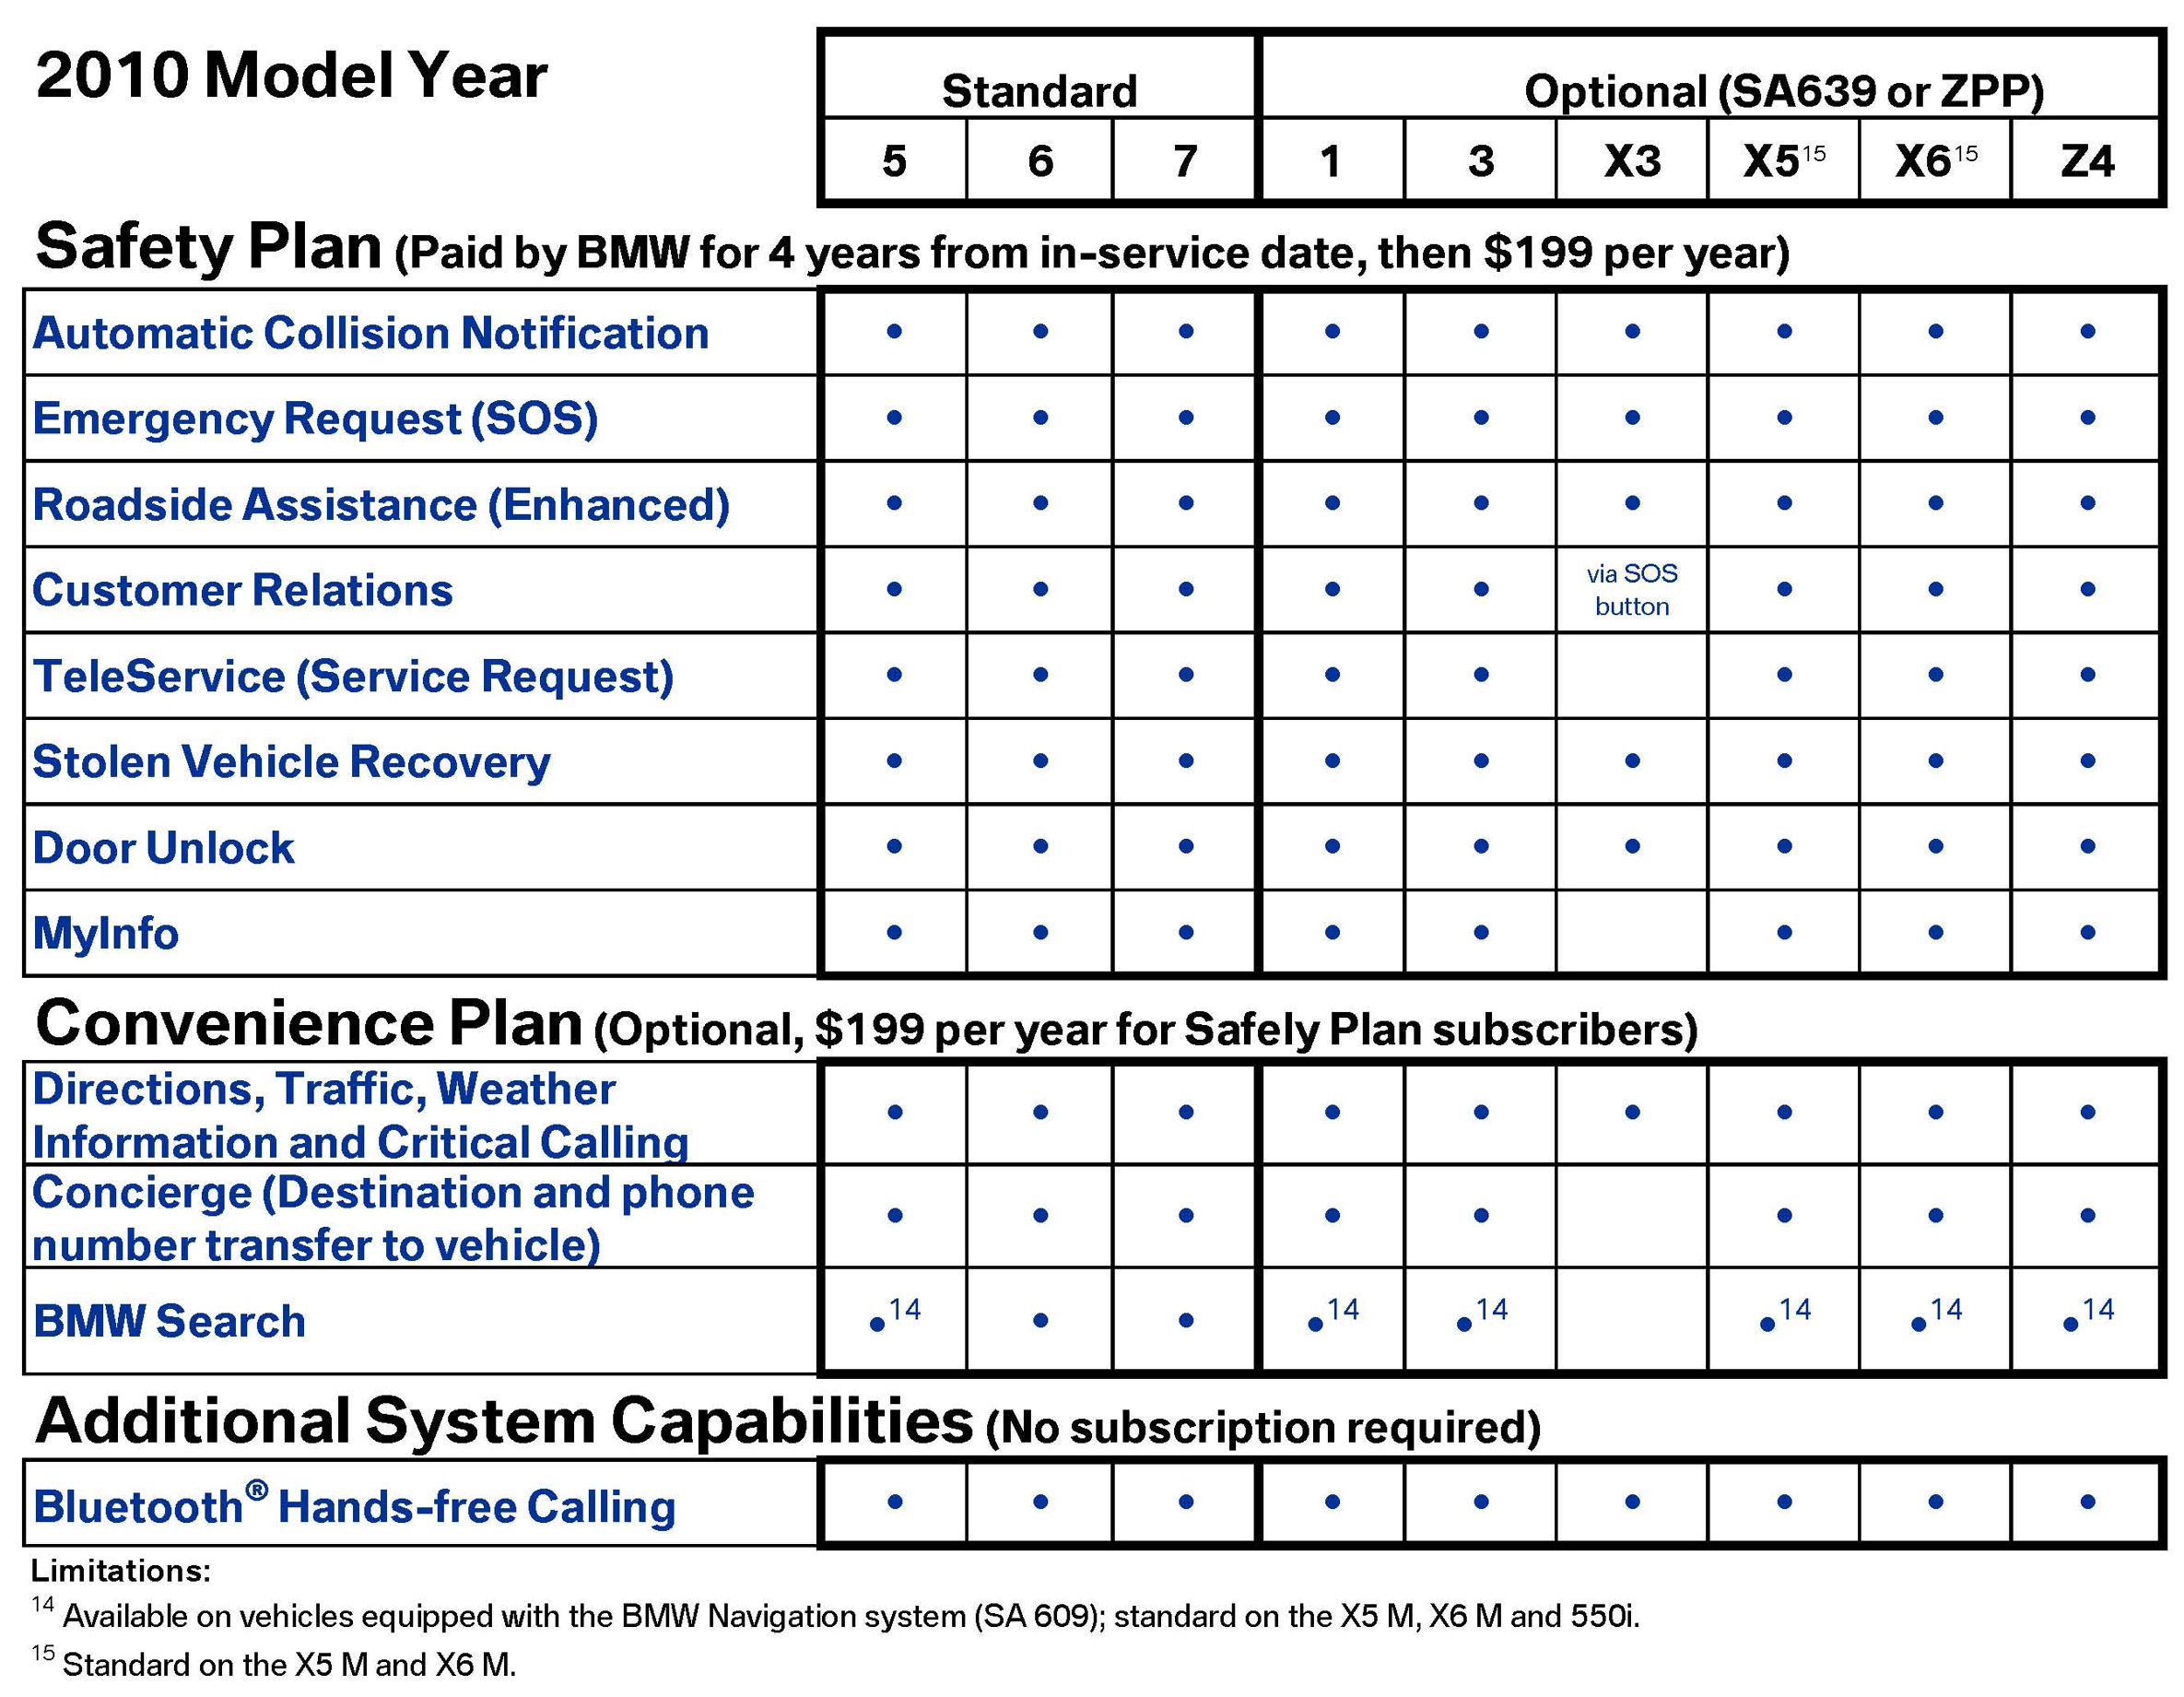 2010 Model Year
Standard Optional (SA639 or ZPP)
5 6 7 1 3 X3 X5¹⁵ X6¹⁵ Z4
Safety Plan (Paid by BMW for 4 years from in-service date, then $199 per year)
Automatic Collision Notification • • • • • • • • •
Emergency Request (SOS) • • • • • • • • •
Roadside Assistance (Enhanced) • • • • • • • • •
Customer Relations • • • • • via SOS button • • •
TeleService (Service Request) • • • • • • • •
Stolen Vehicle Recovery • • • • • • • • •
Door Unlock • • • • • • • • •
MyInfo • • • • • • • •
Convenience Plan (Optional, $199 per year for Safely Plan subscribers)
Directions, Traffic, Weather
Information and Critical Calling • • • • • • • • •
Concierge (Destination and phone
number transfer to vehicle) • • • • • • • •
BMW Search •¹⁴ • • •¹⁴ •¹⁴ •¹⁴ •¹⁴ •¹⁴
Additional System Capabilities (No subscription required)
Bluetooth® Hands-free Calling • • • • • • • • •
Limitations:
¹⁴ Available on vehicles equipped with the BMW Navigation system (SA 609); standard on the X5 M, X6 M and 550i.
¹⁵ Standard on the X5 M and X6 M.